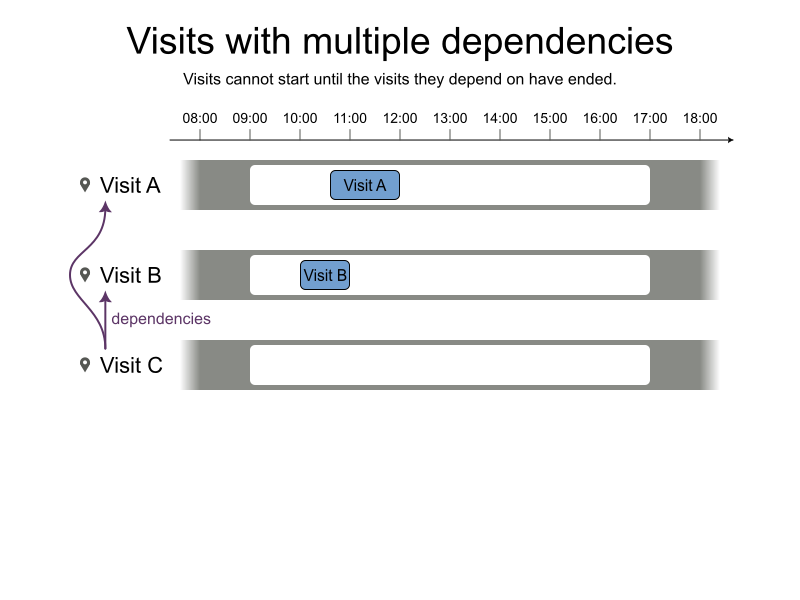 Visits with multiple dependencies
Visits cannot start until the visits they depend on have ended.
08:00 09:00 10:00 11:00 12:00 13:00 14:00 15:00 16:00 17:00 18:00
Visit A Visit A
Visit B Visit B
dependencies
Visit C